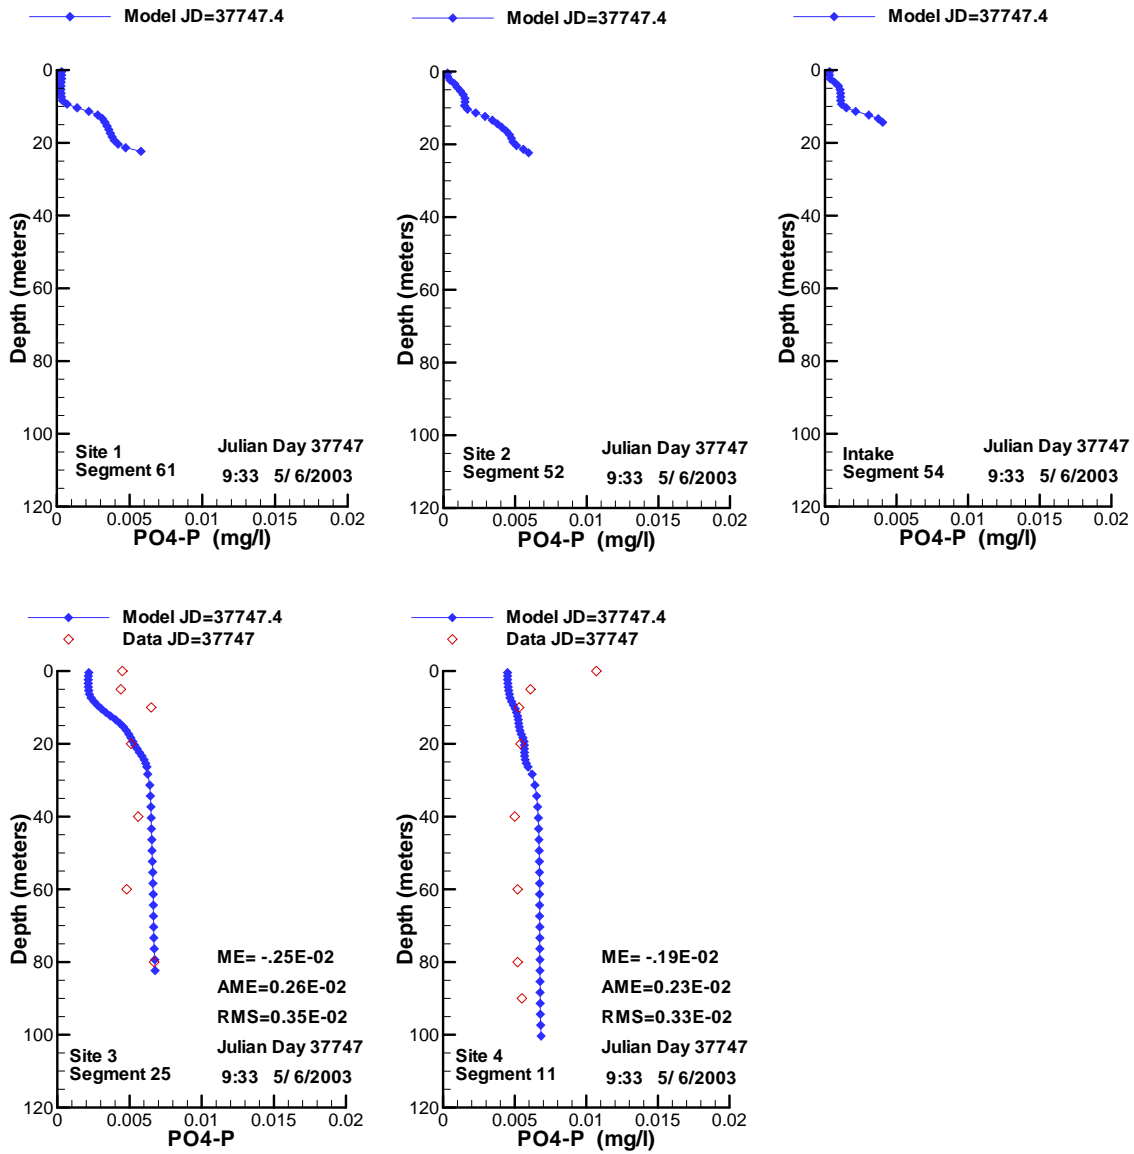 Model JD=37747.4
0
20
40
60
80
100
120
Depth (meters)
Site 1
Segment 61
Julian Day 37747
9:33 5/ 6/2003
0 0.005 0.01 0.015 0.02
PO4-P (mg/l)
Model JD=37747.4
0
20
40
60
80
100
120
Depth (meters)
Site 2
Segment 52
Julian Day 37747
9:33 5/ 6/2003
0 0.005 0.01 0.015 0.02
PO4-P (mg/l)
Model JD=37747.4
0
20
40
60
80
100
120
Depth (meters)
Intake
Segment 54
Julian Day 37747
9:33 5/ 6/2003
0 0.005 0.01 0.015 0.02
PO4-P (mg/l)
Model JD=37747.4
Data JD=37747
0
20
40
60
80
100
120
Depth (meters)
ME= -.25E-02
AME=0.26E-02
RMS=0.35E-02
Site 3
Segment 25
Julian Day 37747
9:33 5/ 6/2003
0 0.005 0.01 0.015 0.02
PO4-P
Model JD=37747.4
Data JD=37747
0
20
40
60
80
100
120
Depth (meters)
ME= -.19E-02
AME=0.23E-02
RMS=0.33E-02
Site 4
Segment 11
Julian Day 37747
9:33 5/ 6/2003
0 0.005 0.01 0.015 0.02
PO4-P (mg/l)